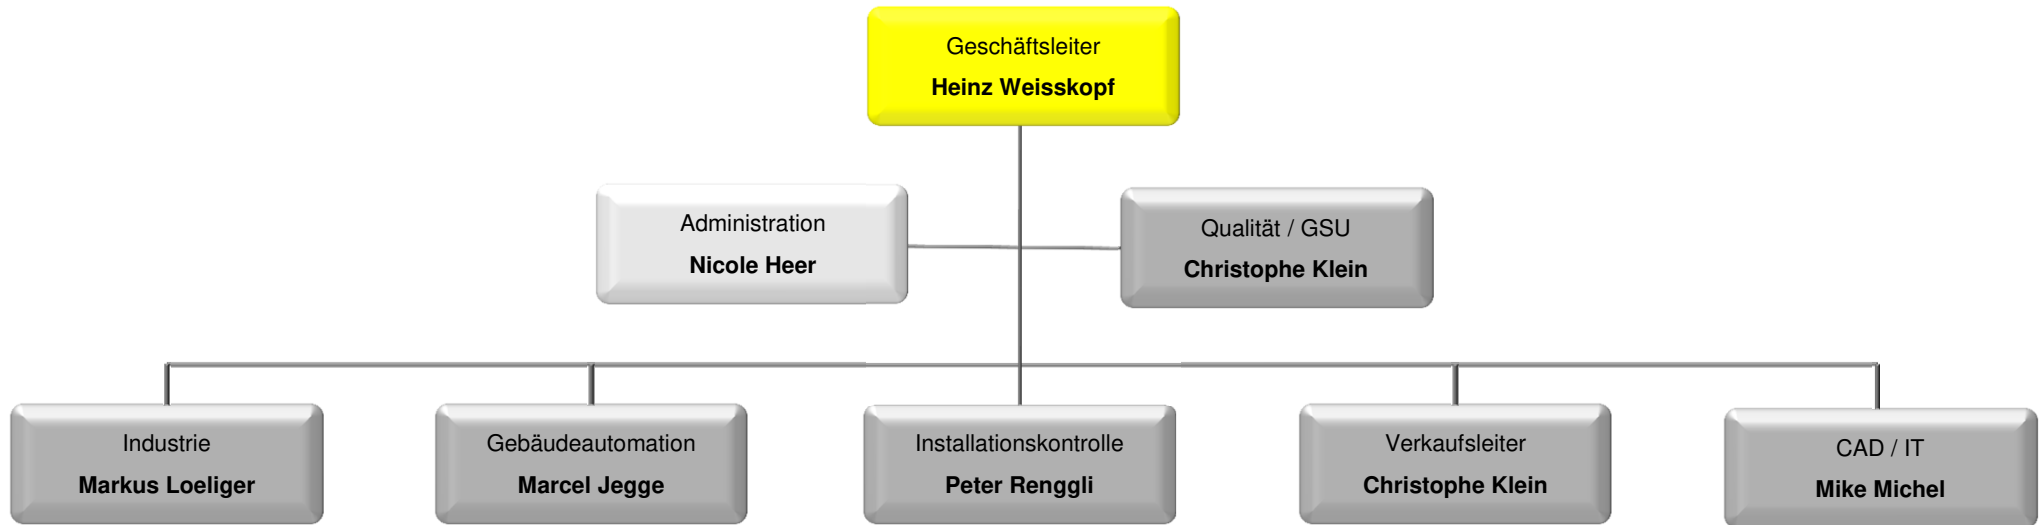 Geschäftsleiter
Heinz Weisskopf
Administration
Nicole Heer
Qualität / GSU
Christophe Klein
Industrie
Markus Loeliger
Gebäudeautomation
Marcel Jegge
Installationskontrolle
Peter Renggli
Verkaufsleiter
Christophe Klein
CAD / IT
Mike Michel